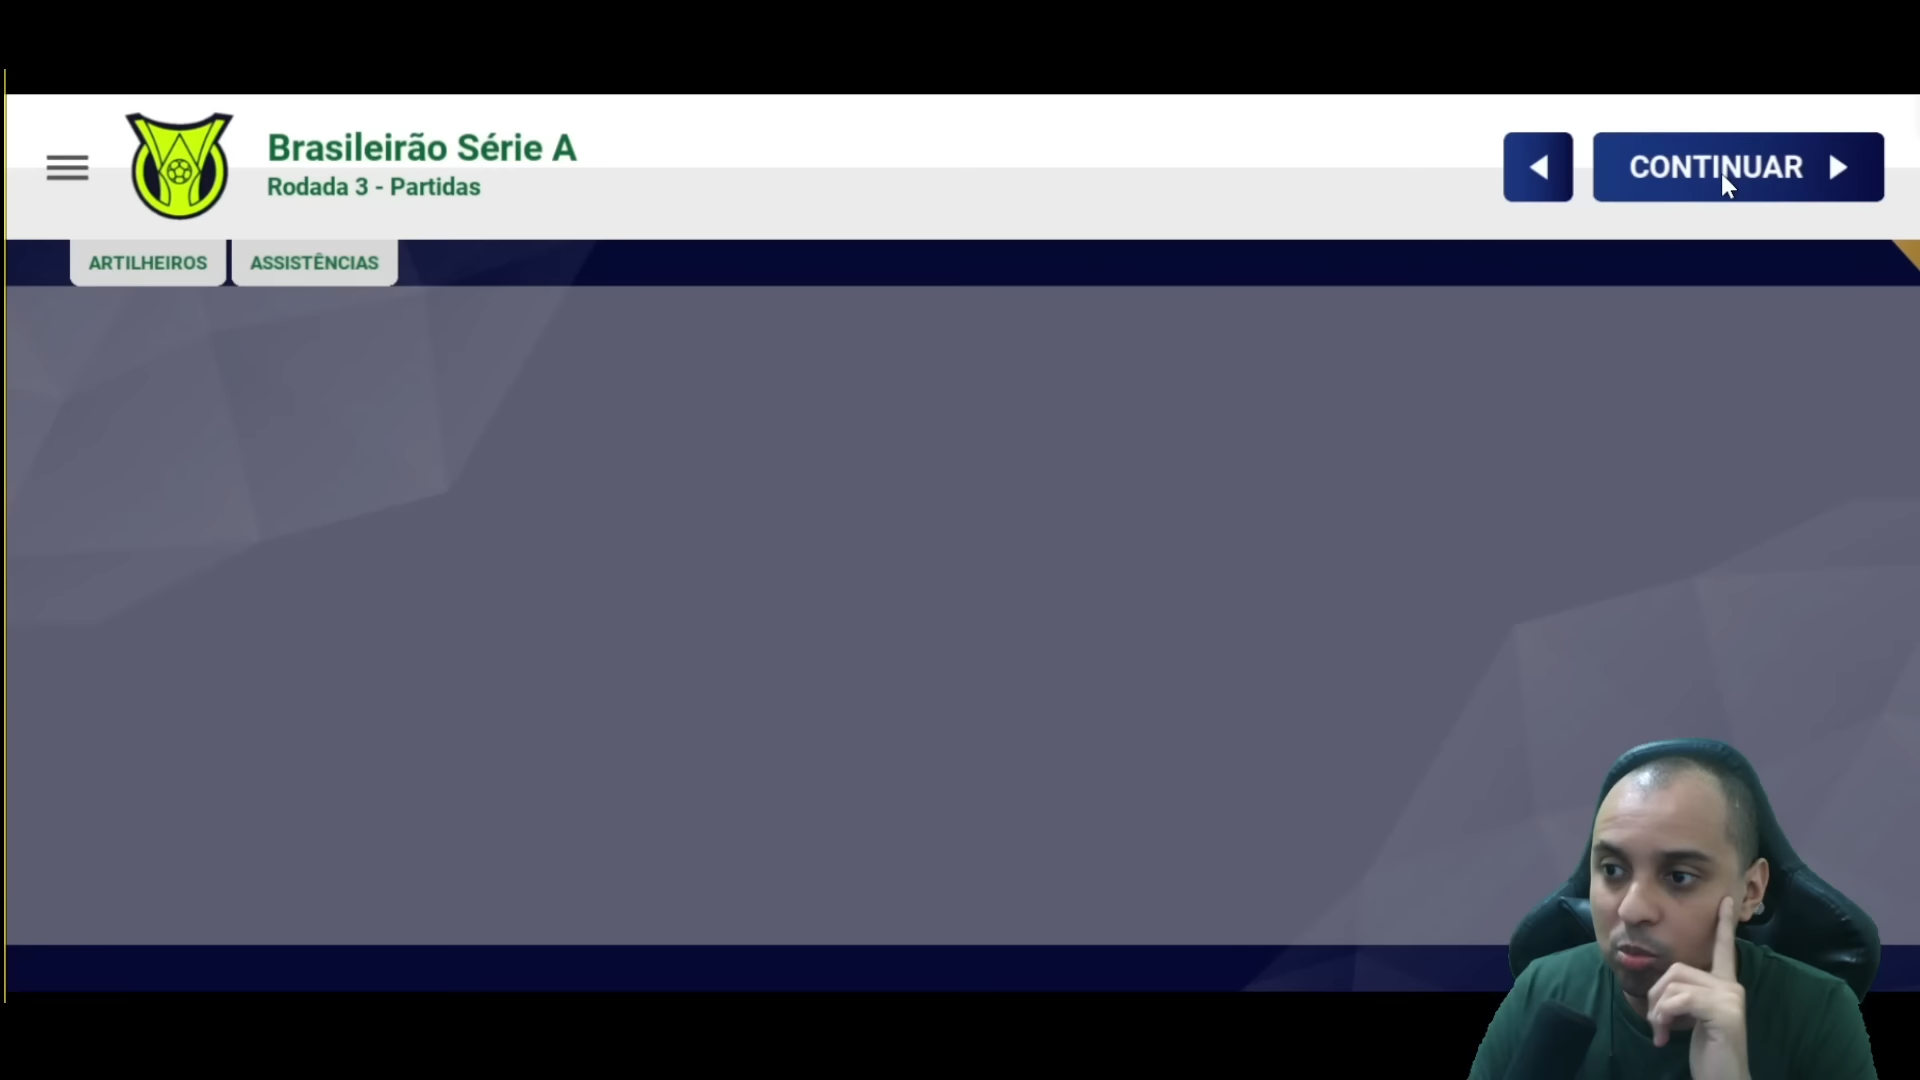 Brasileirão Série A
Rodada 3 - Partidas
CONTINUAR
ARTILHEIROS
ASSISTÊNCIAS